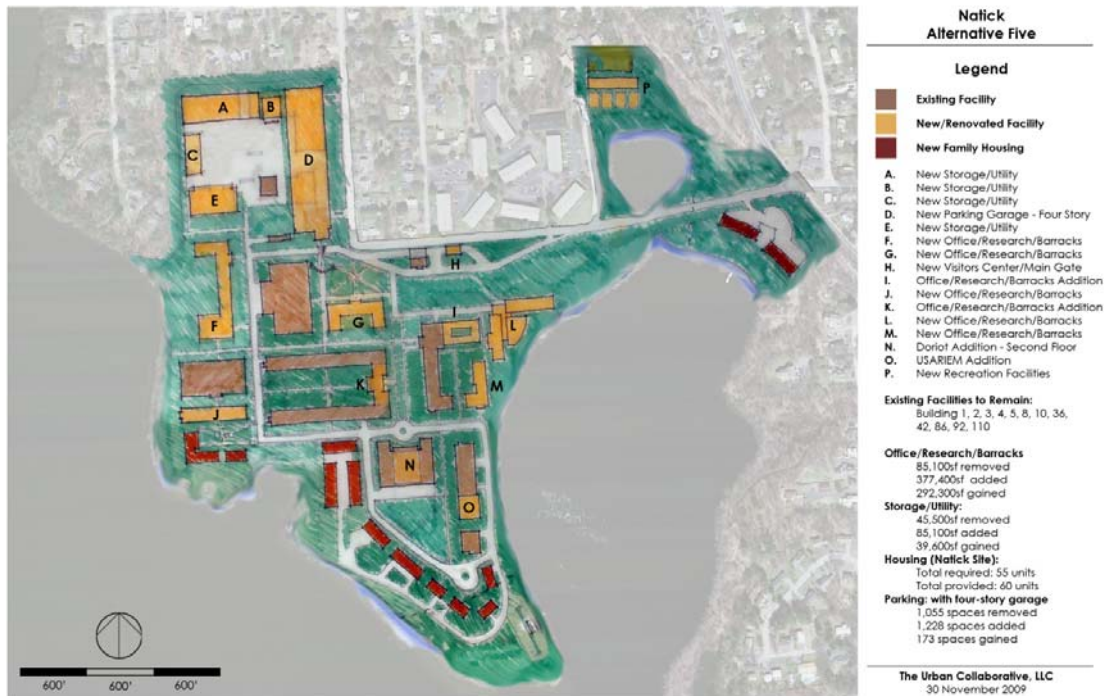 Natick
Alternative Five
Legend
Existing Facility
New/Renovated Facility
New Family Housing
A. New Storage/Utility
B. New Storage/Utility
C. New Storage/Utility
D. New Parking Garage - Four Story
E. New Storage/Utility
F. New Office/Research/Barracks
G. New Office/Research/Barracks
H. New Visitors Center/Main Gate
I. Office/Research/Barracks Addition
J. New Office/Research/Barracks
K. Office/Research/Barracks Addition
L. New Office/Research/Barracks
M. New Office/Research/Barracks
N. Doriot Addition - Second Floor
O. USARIEM Addition
P. New Recreation Facilities
Existing Facilities to Remain:
Building 1, 2, 3, 4, 5, 8, 10, 36,
42, 86, 92, 110
Office/Research/Barracks
85,100sf removed
377,400sf added
292,300sf gained
Storage/Utility:
45,500sf removed
85,100sf added
39,600sf gained
Housing (Natick Site):
Total required: 55 units
Total provided: 60 units
Parking: with four-story garage
1,055 spaces removed
1,228 spaces added
173 spaces gained
The Urban Collaborative, LLC
30 November 2009
A
B
C
D
E
P
H
F
G
I
L
K
M
J
N
O
600'
600'
600'